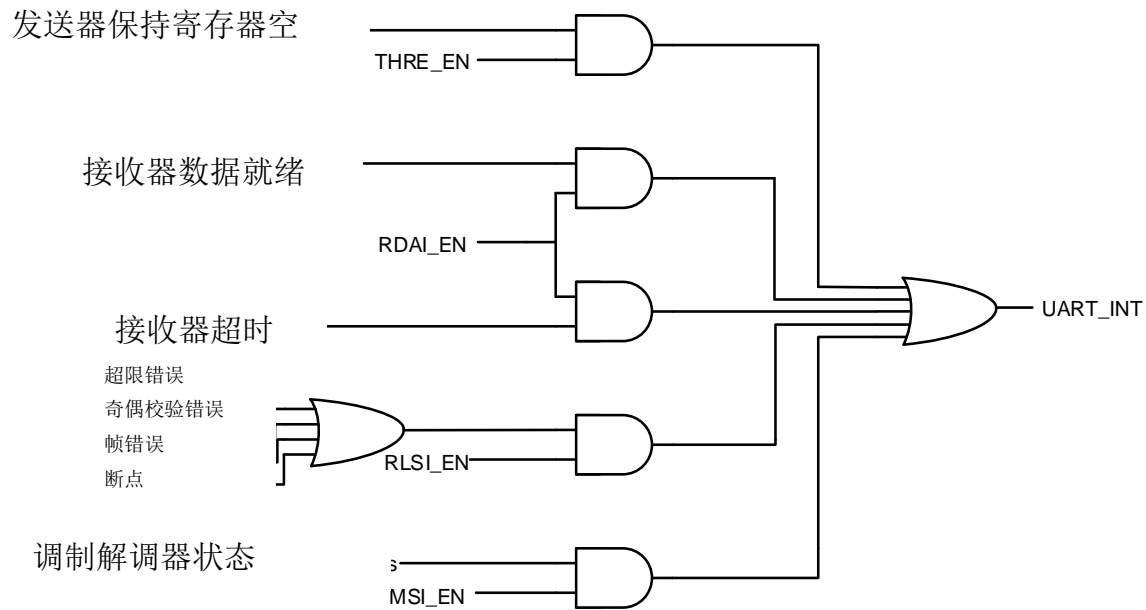 发送器保持寄存器空
THRE_EN
接收器数据就绪
RDAI_EN
UART_INT
接收器超时
超限错误
奇偶校验错误
帧错误
RLSI_EN
断点
调制解调器状态
s
MSI_EN